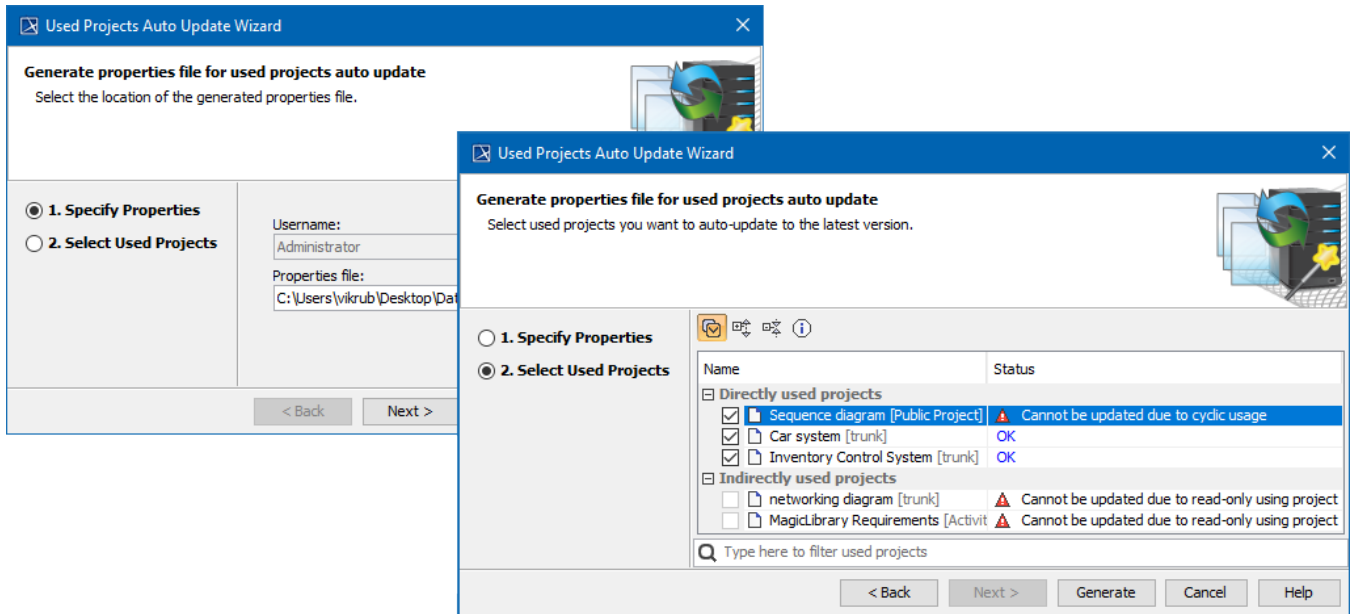 Used Projects Auto Update Wizard
Generate properties file for used projects auto update
Select the location of the generated properties file.
1. Specify Properties
2. Select Used Projects
Username:
Administrator
Properties file:
C:\Users\vikrub\Desktop\Dat
< Back Next >
Used Projects Auto Update Wizard
Generate properties file for used projects auto update
Select used projects you want to auto-update to the latest version.
1. Specify Properties
2. Select Used Projects
Name Status
Directly used projects
Sequence diagram [Public Project] Cannot be updated due to cyclic usage
Car system [trunk] OK
Inventory Control System [trunk] OK
Indirectly used projects
networking diagram [trunk] Cannot be updated due to read-only using project
MagicLibrary Requirements [Activit Cannot be updated due to read-only using project
Type here to filter used projects
< Back Next > Generate Cancel Help